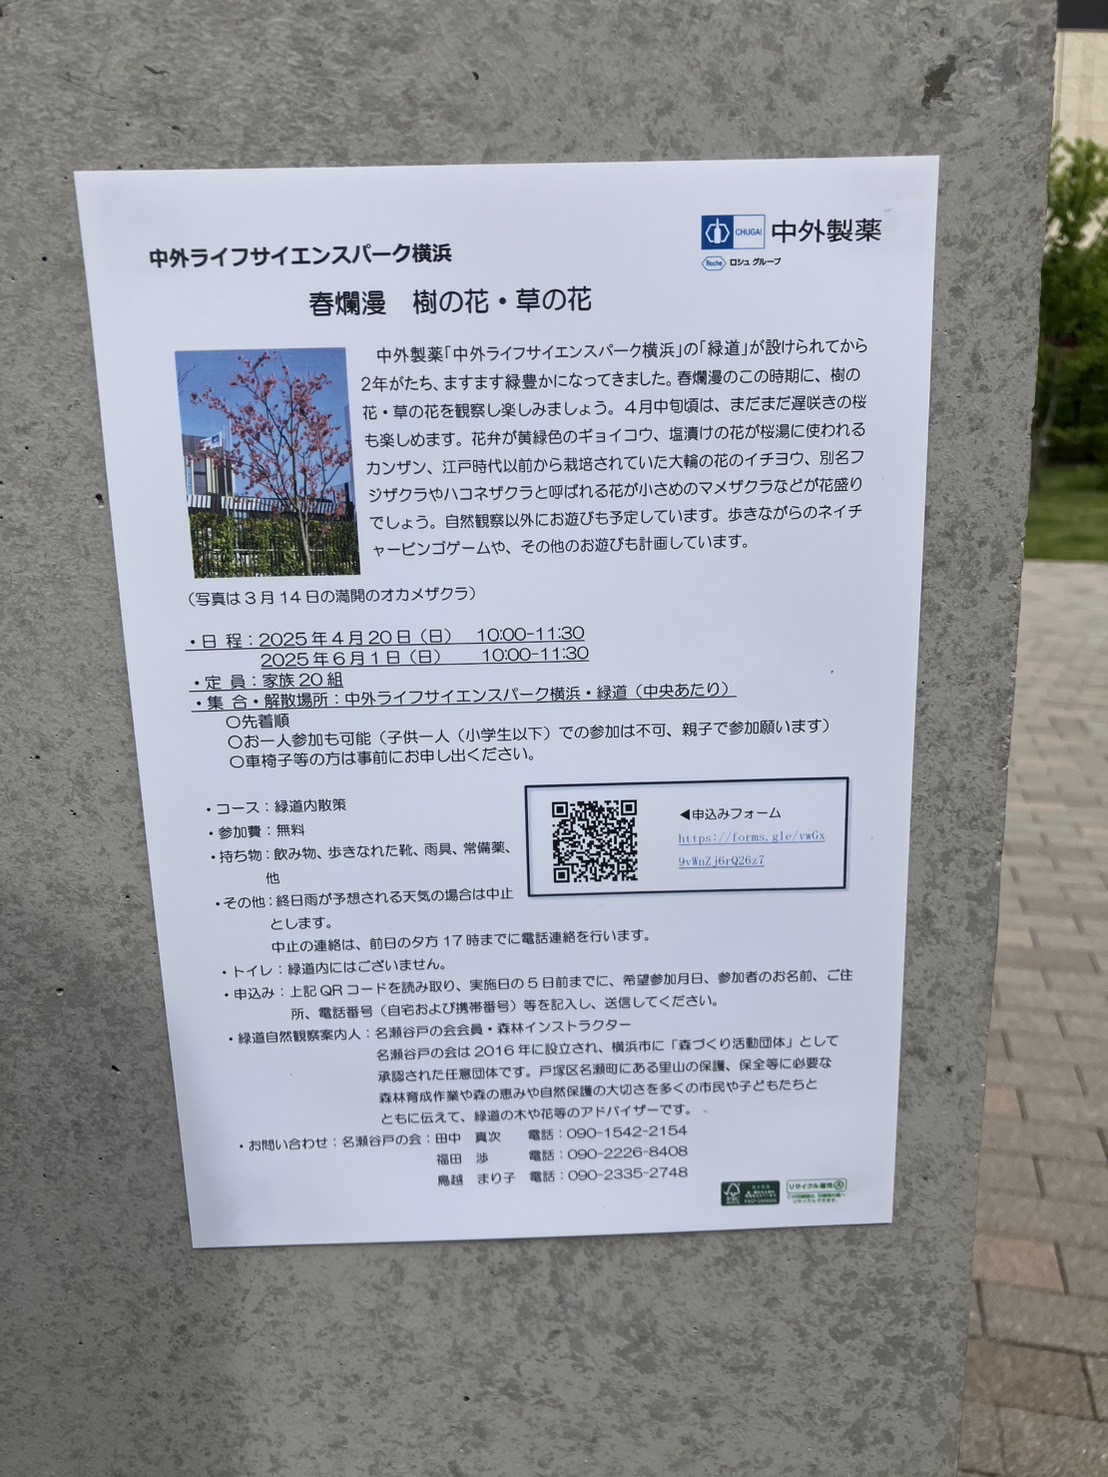 中外ライフサイエンスパーク横浜
CHUGAI 中外製薬
Roche ロシュ グループ
春爛漫 樹の花・草の花
中外製薬「中外ライフサイエンスパーク横浜」の「緑道」が設けられてから
2年がたち、ますます緑豊かになってきました。春爛漫のこの時期に、樹の
花・草の花を観察し楽しみましょう。4月中旬頃は、まだまだ遅咲きの桜
も楽しめます。花弁が黄緑色のギョイコウ、塩漬けの花が桜湯に使われる
カンザン、江戸時代以前から栽培されていた大輪の花のイチヨウ、別名フ
ジザクラやハコネザクラと呼ばれる花が小さめのマメザクラなどが花盛り
でしょう。自然観察以外にお遊びも予定しています。歩きながらのネイチ
ャービンゴゲームや、その他のお遊びも計画しています。
（写真は3月14日の満開のオカメザクラ）
・日 程：2025年4月20日（日） 10:00-11:30
2025年6月1日（日） 10:00-11:30
・定 員：家族20組
・集 合・解散場所：中外ライフサイエンスパーク横浜・緑道（中央あたり）
〇先着順
〇お一人参加も可能（子供一人（小学生以下）での参加は不可、親子で参加願います）
〇車椅子等の方は事前にお申し出ください。
・コース：緑道内散策
・参加費：無料
・持ち物：飲み物、歩きなれた靴、雨具、常備薬、
他
・その他：終日雨が予想される天気の場合は中止
とします。
中止の連絡は、前日の夕方17時までに電話連絡を行います。
◀申込みフォーム
https://forms.gle/vwGx
9vWnZj6rQ26z7
・トイレ：緑道内にはございません。
・申込み：上記QRコードを読み取り、実施日の5日前までに、希望参加月日、参加者のお名前、ご住
所、電話番号（自宅および携帯番号）等を記入し、送信してください。
・緑道自然観察案内人：名瀬谷戸の会会員・森林インストラクター
名瀬谷戸の会は2016年に設立され、横浜市に「森づくり活動団体」として
承認された任意団体です。戸塚区名瀬町にある里山の保護、保全等に必要な
森林育成作業や森の恵みや自然保護の大切さを多くの市民や子どもたちと
ともに伝えて、緑道の木や花等のアドバイザーです。
・お問い合わせ：名瀬谷戸の会：田中 真次 電話：090-1542-2154
福田 渉 電話：090-2226-8408
鳥越 まり子 電話：090-2335-2748
FSC
リサイクル適性Ⓐ